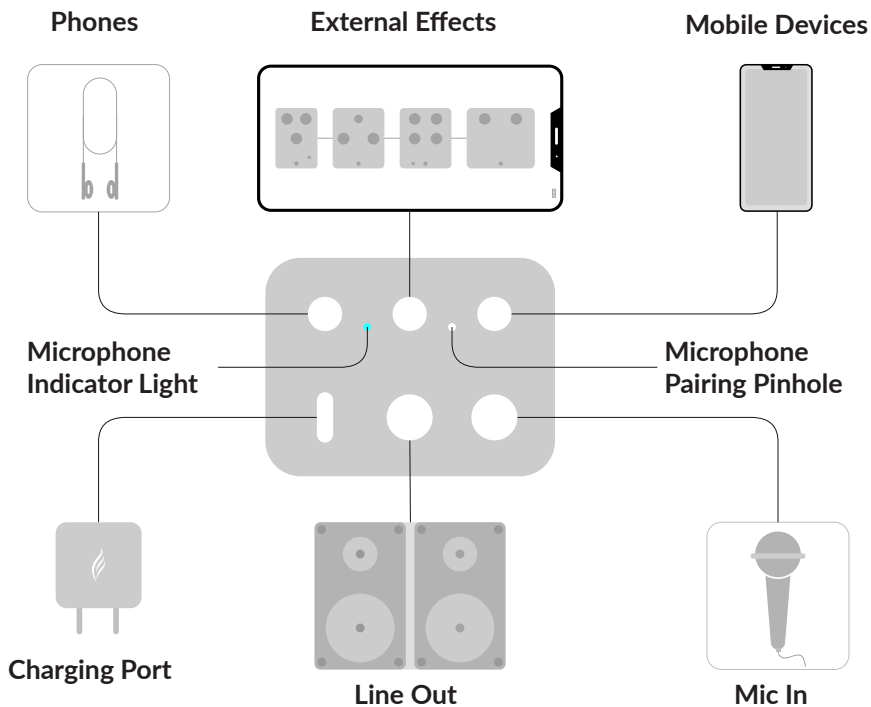 Phones
External Effects
Mobile Devices
Microphone
Indicator Light
Microphone
Pairing Pinhole
Charging Port
Line Out
Mic In